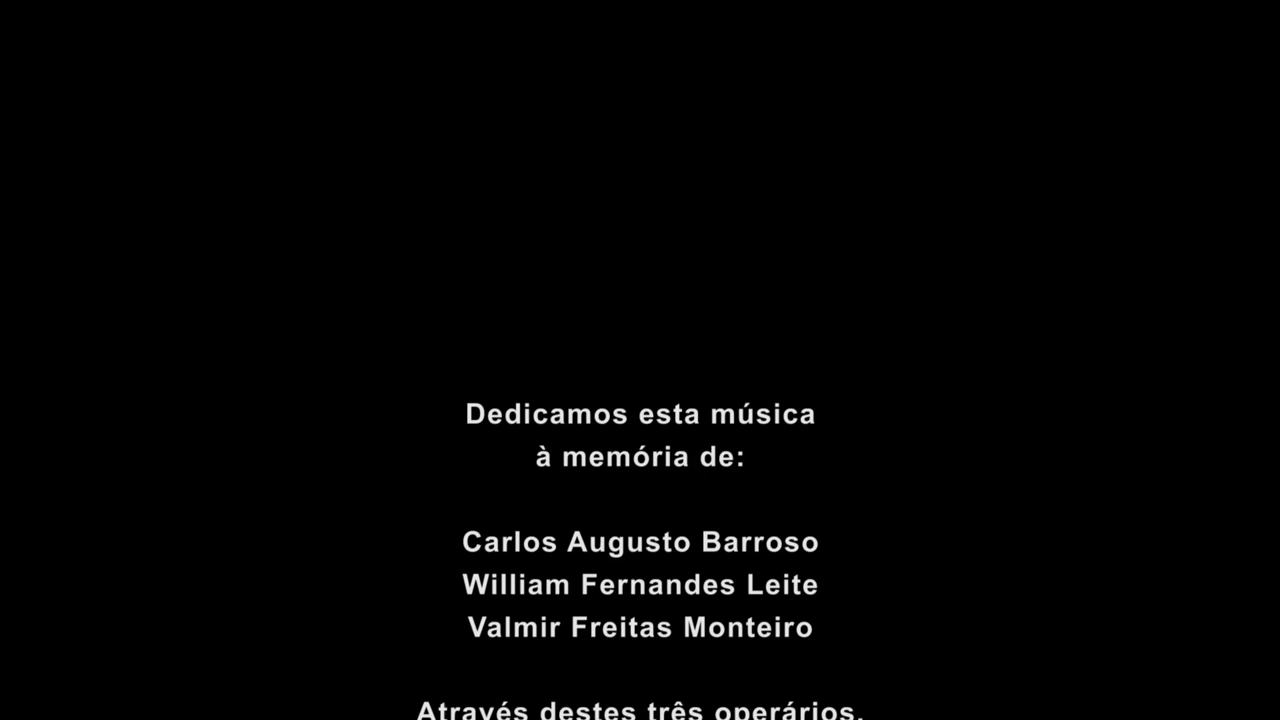 Dedicamos esta música
à memória de:
Carlos Augusto Barroso
William Fernandes Leite
Valmir Freitas Monteiro
Através destes três operários,